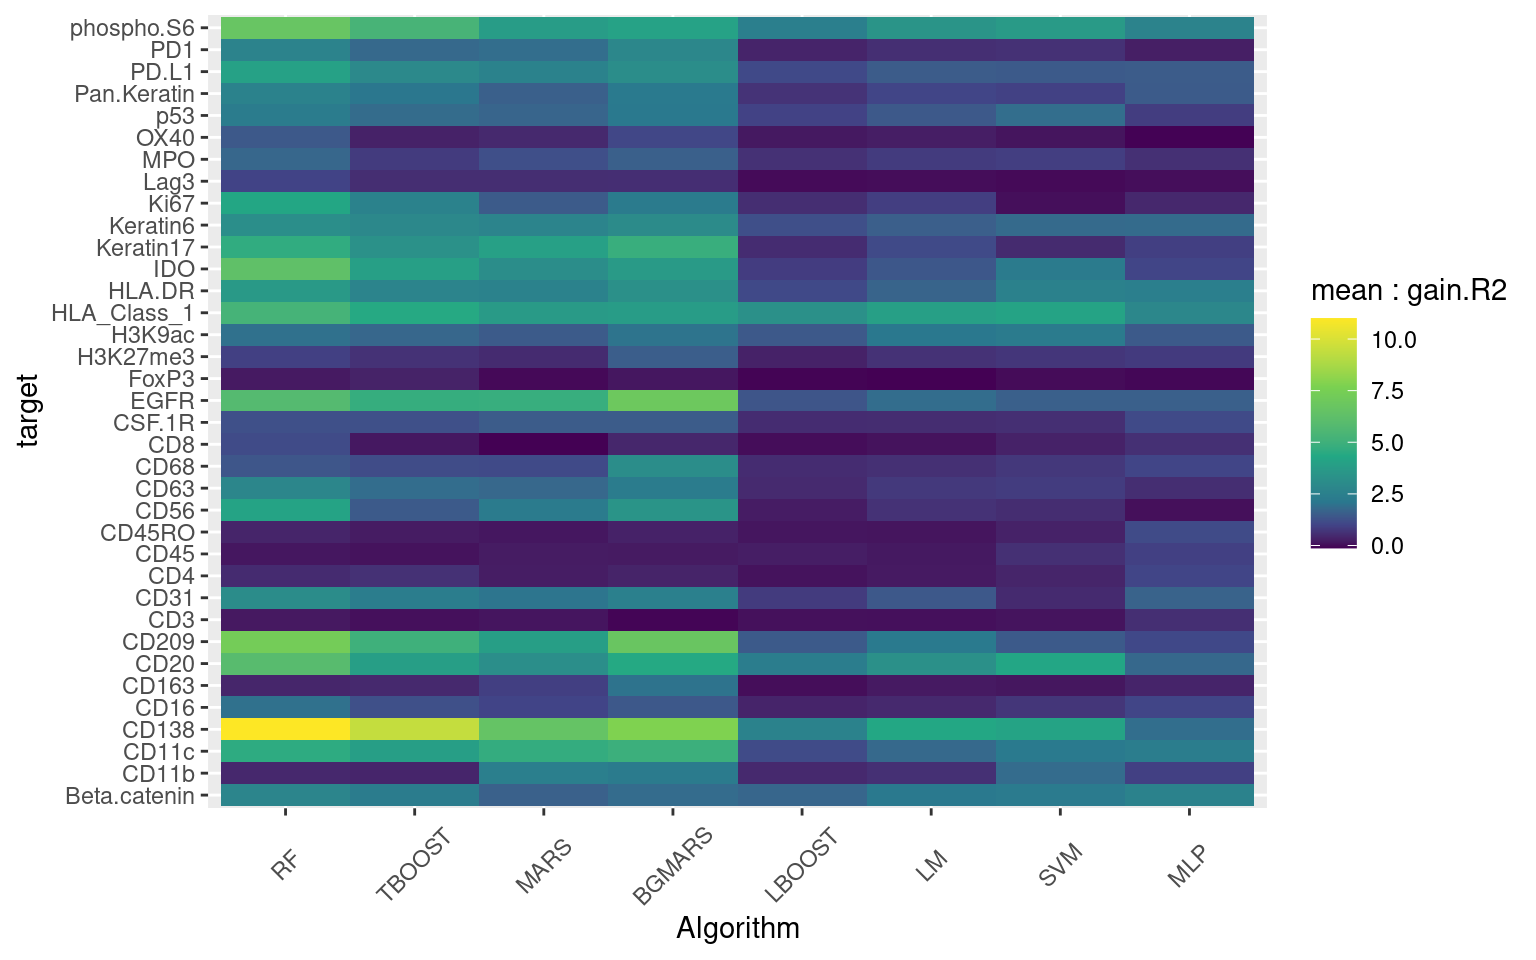 phospho.S6
PD1
PD.L1
Pan.Keratin
p53
OX40
MPO
Lag3
Ki67
Keratin6
Keratin17
IDO
HLA.DR
HLA_Class_1
H3K9ac
H3K27me3
FoxP3
EGFR
CSF.1R
CD8
CD68
CD63
CD56
CD45RO
CD45
CD4
CD31
CD3
CD209
CD20
CD163
CD16
CD138
CD11c
CD11b
Beta.catenin
target
RF TBOOST MARS BGMARS LBOOST LM SVM MLP
Algorithm
mean : gain.R2
10.0
7.5
5.0
2.5
0.0